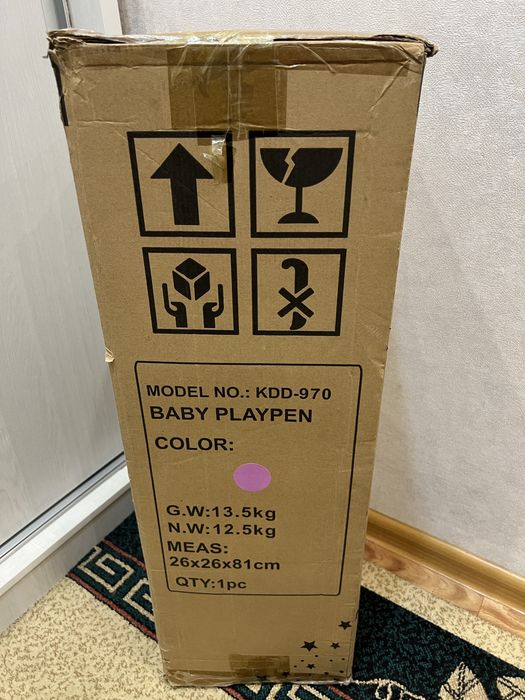 MODEL NO.: KDD-970
BABY PLAYPEN
COLOR:
G.W:13.5kg
N.W:12.5kg
MEAS:
26x26x81cm
QTY:1pc